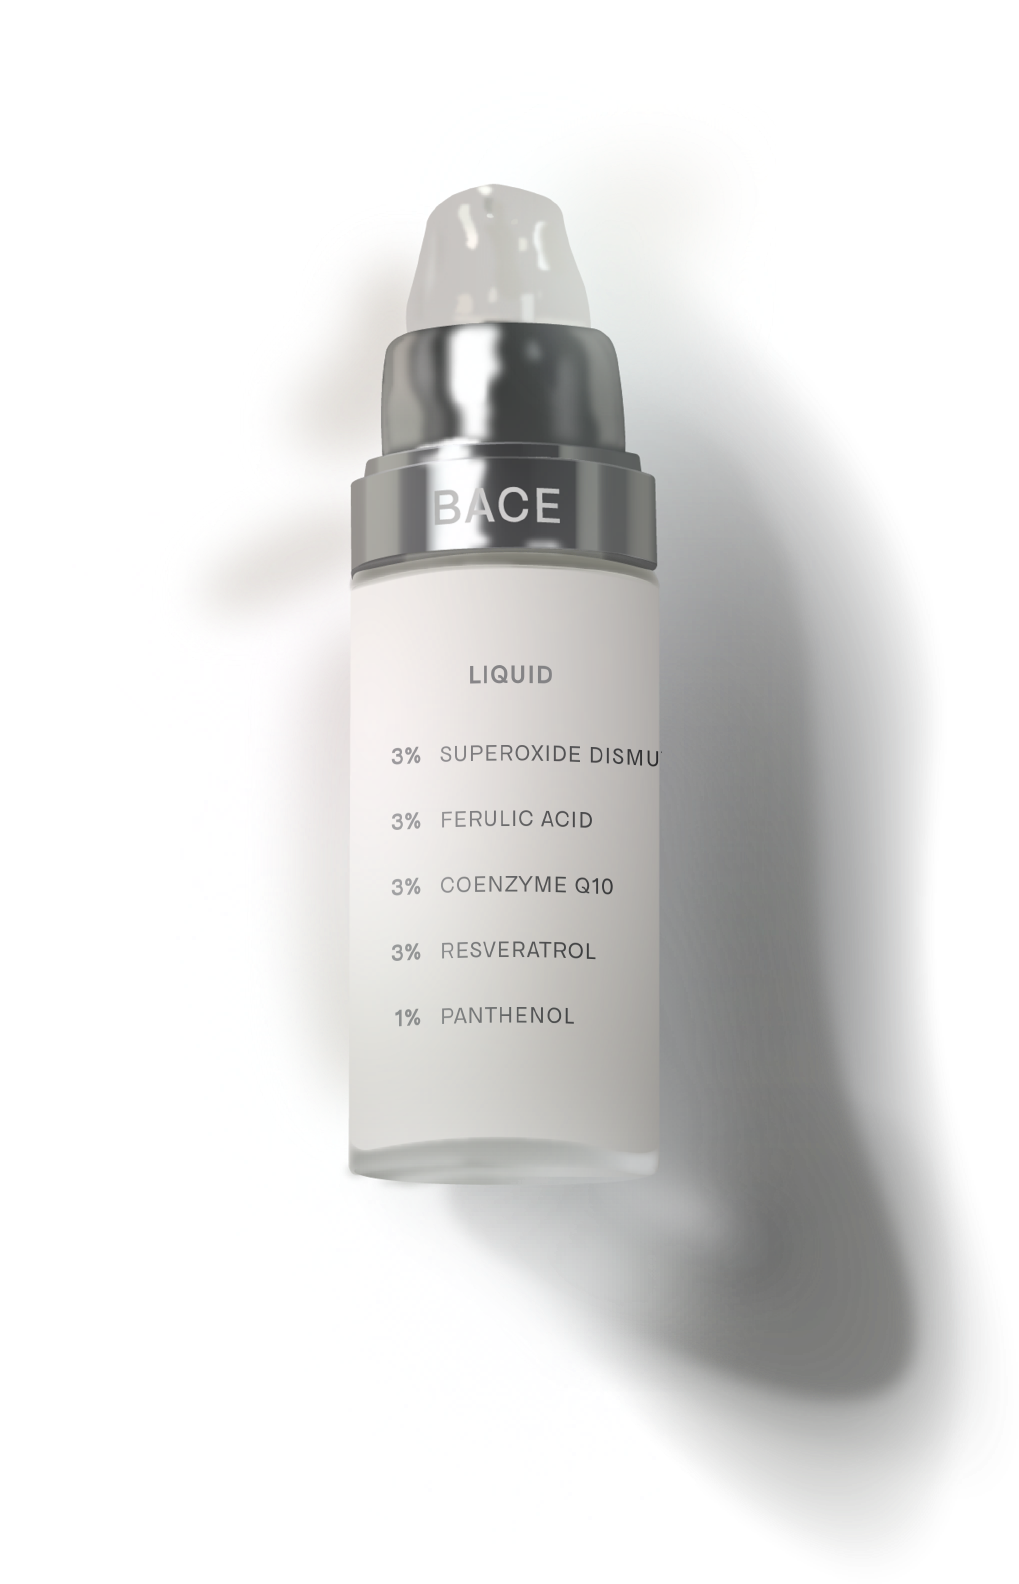 BACE
LIQUID
3% SUPEROXIDE DISMU
3% FERULIC ACID
3% COENZYME Q10
3% RESVERATROL
1% PANTHENOL